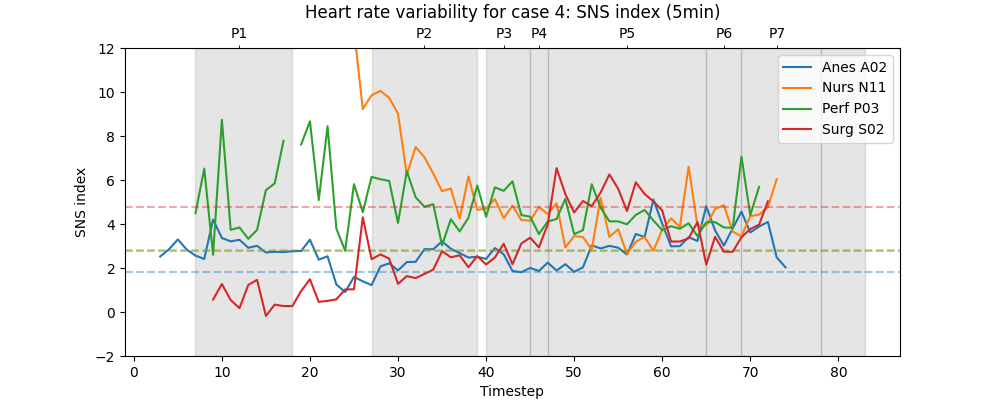 Heart rate variability for case 4: SNS index (5min)
P1 P2 P3 P4 P5 P6 P7
12
10
8
6
4
2
0
−2
SNS index
Anes A02
Nurs N11
Perf P03
Surg S02
0 10 20 30 40 50 60 70 80
Timestep